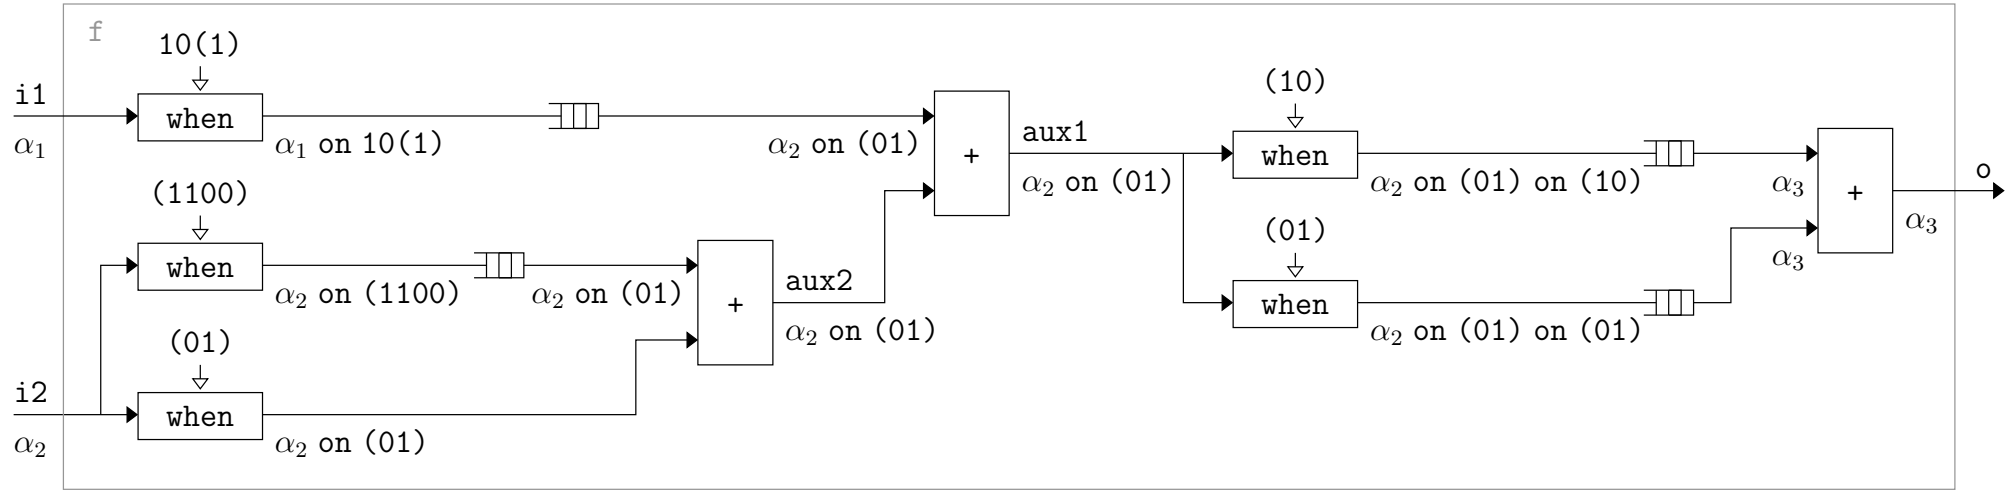 f
10(1)
i1
when
α₁
α₁ on 10(1)
α₂ on (01)
+
aux1
α₂ on (01)
(10)
when
α₂ on (01) on (10)
α₃
+
o
α₃
(1100)
when
α₂ on (1100)
α₂ on (01)
+
aux2
α₂ on (01)
(01)
when
α₂ on (01) on (01)
α₃
(01)
i2
when
α₂
α₂ on (01)